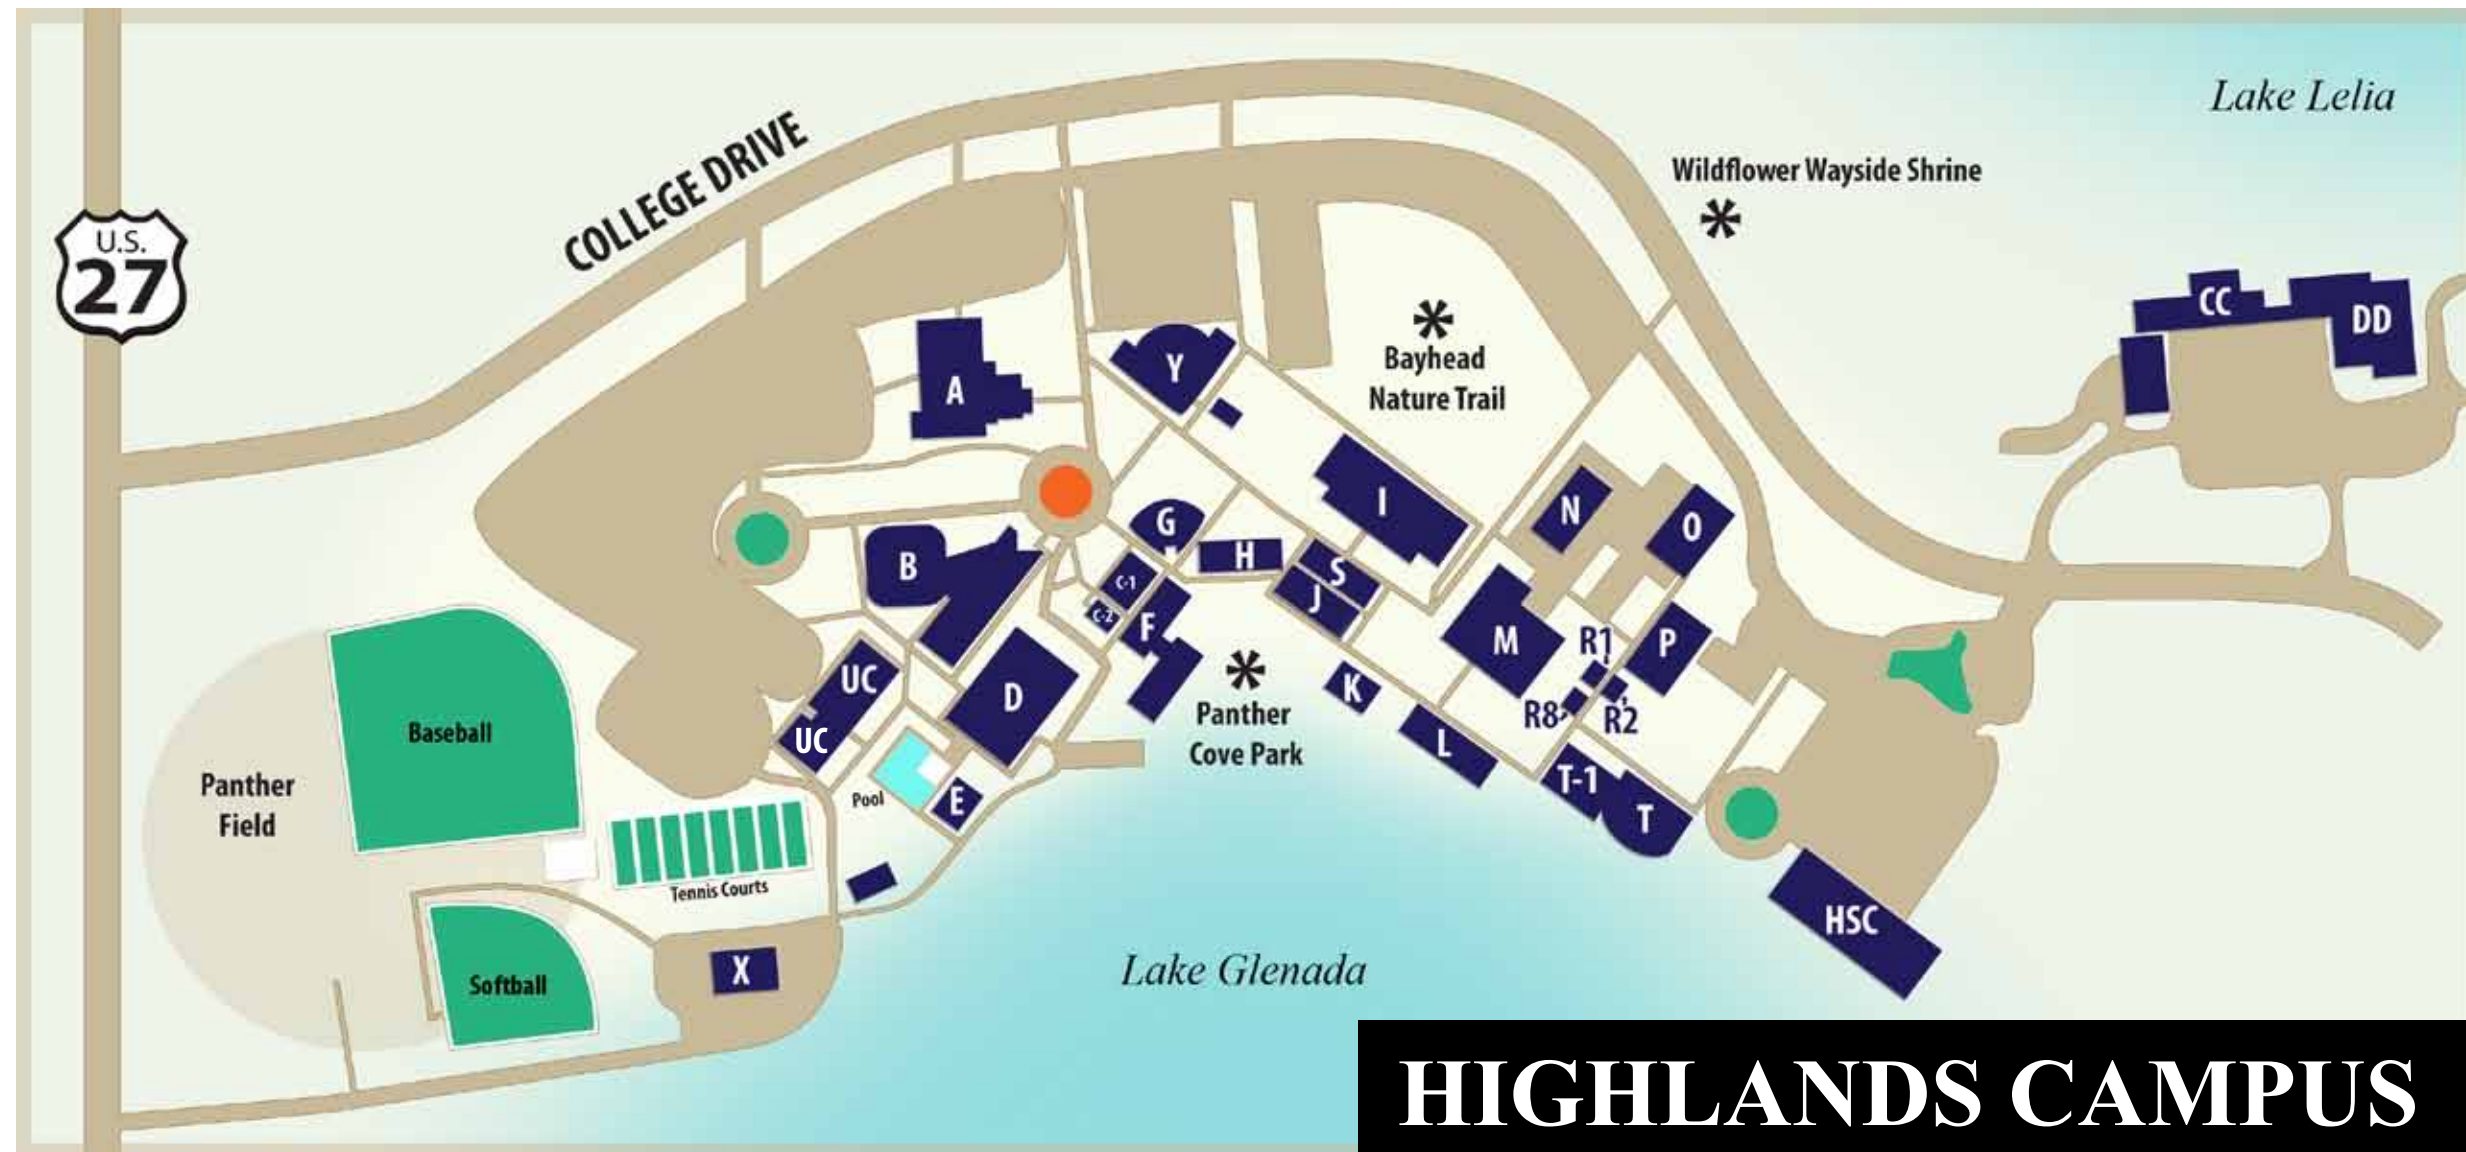 Lake Lelia
COLLEGE DRIVE
Wildflower Wayside Shrine
U.S.
27
CC
DD
A
Y
Bayhead
Nature Trail
I
N
O
G
B
H
S
C-1
J
C-2
F
M
R1
P
UC
D
K
Panther
Cove Park
R8
R2
UC
L
T-1
T
Baseball
Panther
Field
Pool
E
Tennis Courts
HSC
X
Softball
Lake Glenada
HIGHLANDS CAMPUS